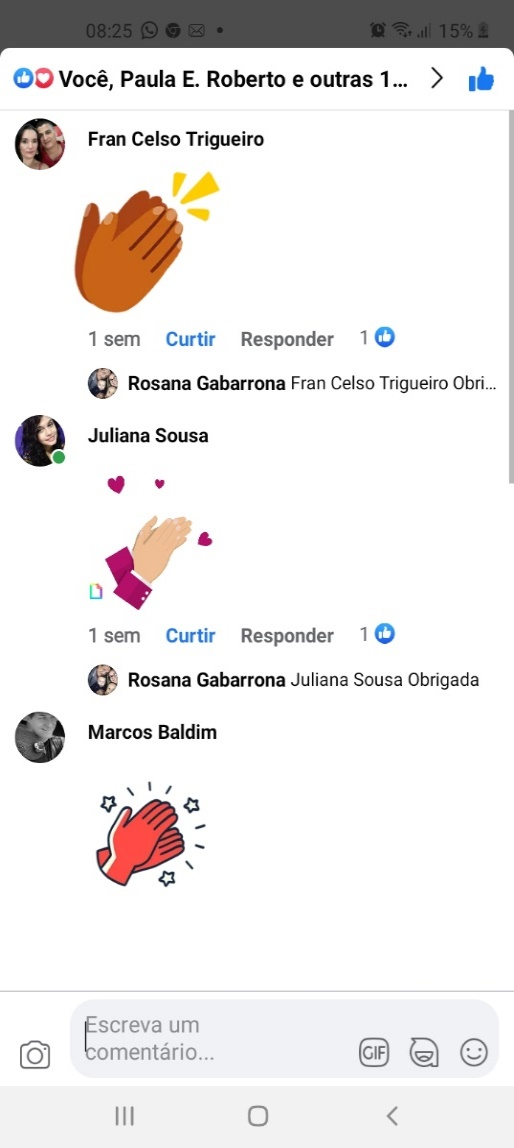 08:25 15%
Você, Paula E. Roberto e outras 1...
Fran Celso Trigueiro
1 sem Curtir Responder 1
Rosana Gabarrona Fran Celso Trigueiro Obri...
Juliana Sousa
1 sem Curtir Responder 1
Rosana Gabarrona Juliana Sousa Obrigada
Marcos Baldim
Escreva um
comentário...
GIF